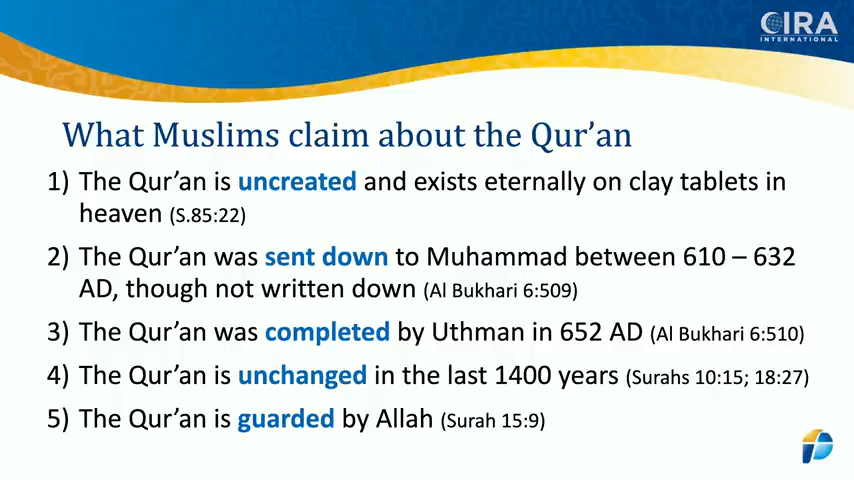 CIRA
INTERNATIONAL
What Muslims claim about the Qur’an
1) The Qur’an is uncreated and exists eternally on clay tablets in
heaven (S.85:22)
2) The Qur’an was sent down to Muhammad between 610 – 632
AD, though not written down (Al Bukhari 6:509)
3) The Qur’an was completed by Uthman in 652 AD (Al Bukhari 6:510)
4) The Qur’an is unchanged in the last 1400 years (Surahs 10:15; 18:27)
5) The Qur’an is guarded by Allah (Surah 15:9)